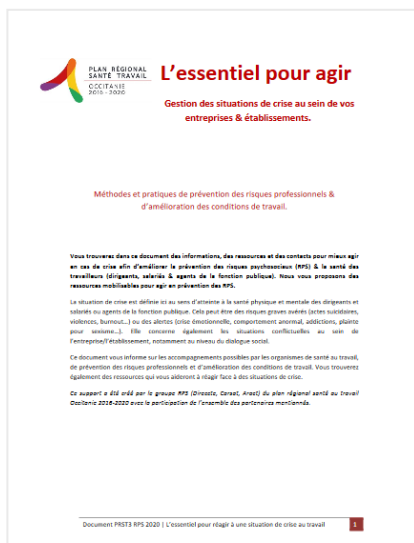 PLAN RÉGIONAL
SANTÉ TRAVAIL
OCCITANIE
2016 - 2020
L'essentiel pour agir
Gestion des situations de crise au sein de vos
entreprises & établissements.
Méthodes et pratiques de prévention des risques professionnels &
d'amélioration des conditions de travail.
Vous trouverez dans ce document des informations, des ressources et des contacts pour mieux agir
en cas de crise afin d'améliorer la prévention des risques psychosociaux (RPS) & la santé des
travailleurs (dirigeants, salariés & agents de la fonction publique). Nous vous proposons des
ressources mobilisables pour agir en prévention des RPS.
La situation de crise est définie ici au sens d'atteinte à la santé physique et mentale des dirigeants et
salariés ou agents de la fonction publique. Cela peut être des risques graves avérés (actes suicidaires,
violences, burnout...) ou des alertes (crise émotionnelle, comportement anormal, addictions, plainte
pour sexisme...). Elle concerne également les situations conflictuelles au sein de
l'entreprise/l'établissement, notamment au niveau du dialogue social.
Ce document vous informe sur les accompagnements possibles par les organismes de santé au travail,
de prévention des risques professionnels et d'amélioration des conditions de travail. Vous trouverez
également des ressources qui vous aideront à réagir face à des situations de crise.
Ce support a été créé par le groupe RPS (Direccte, Carsat, Aract) du plan régional santé au Travail
Occitanie 2016-2020 avec la participation de l'ensemble des partenaires mentionnés.
Document PRST3 RPS 2020 | L'essentiel pour réagir à une situation de crise au travail
1